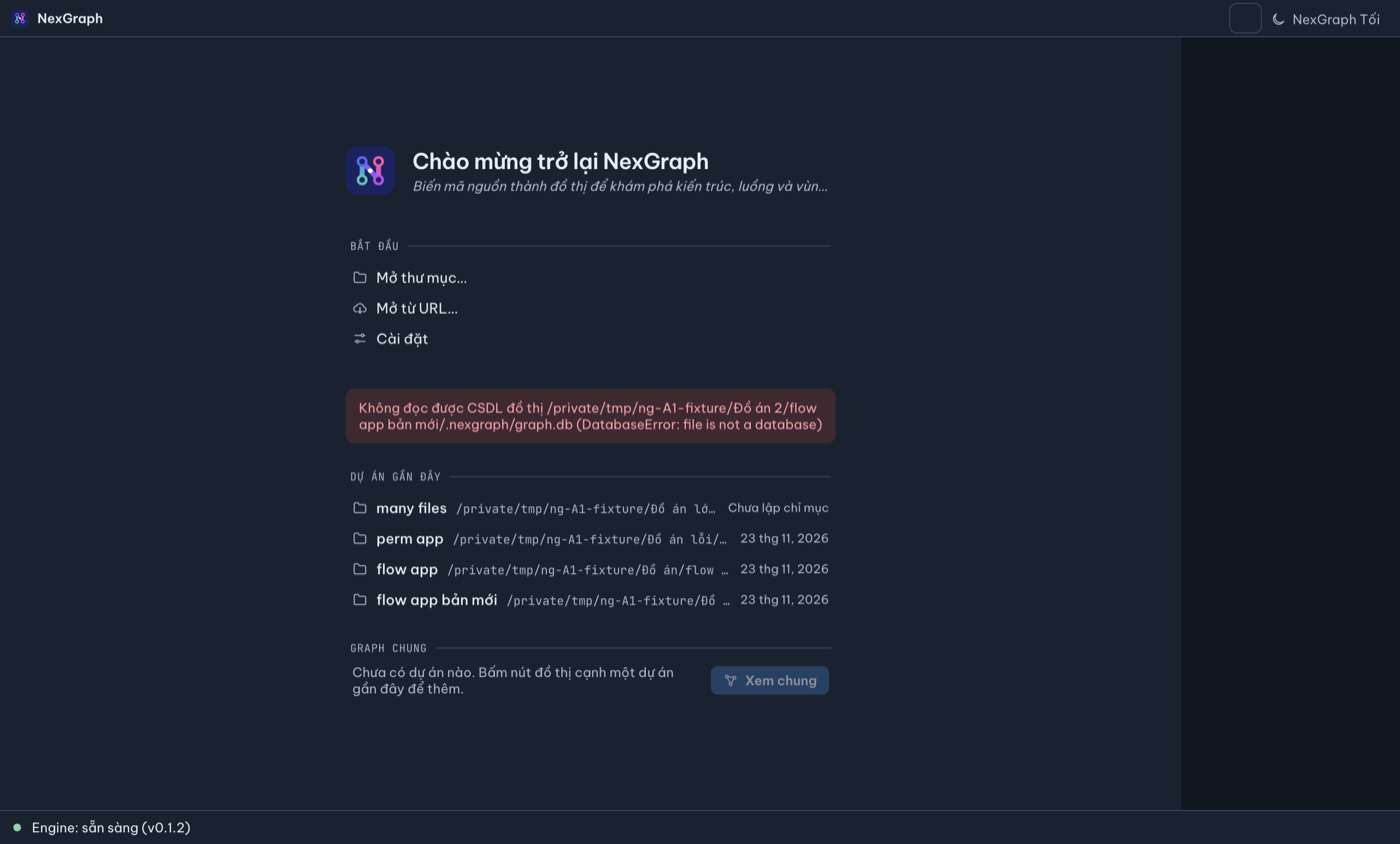 NexGraph
NexGraph Tối
Chào mừng trở lại NexGraph
Biến mã nguồn thành đồ thị để khám phá kiến trúc, luồng và vùn...
BẮT ĐẦU
Mở thư mục...
Mở từ URL...
Cài đặt
Không đọc được CSDL đồ thị /private/tmp/ng-A1-fixture/Đồ án 2/flow
app bản mới/.nexgraph/graph.db (DatabaseError: file is not a database)
DỰ ÁN GẦN ĐÂY
many files /private/tmp/ng-A1-fixture/Đồ án lớ… Chưa lập chỉ mục
perm app /private/tmp/ng-A1-fixture/Đồ án lỗi/… 23 thg 11, 2026
flow app /private/tmp/ng-A1-fixture/Đồ án/flow … 23 thg 11, 2026
flow app bản mới /private/tmp/ng-A1-fixture/Đồ … 23 thg 11, 2026
GRAPH CHUNG
Chưa có dự án nào. Bấm nút đồ thị cạnh một dự án
gần đây để thêm.
Xem chung
Engine: sẵn sàng (v0.1.2)